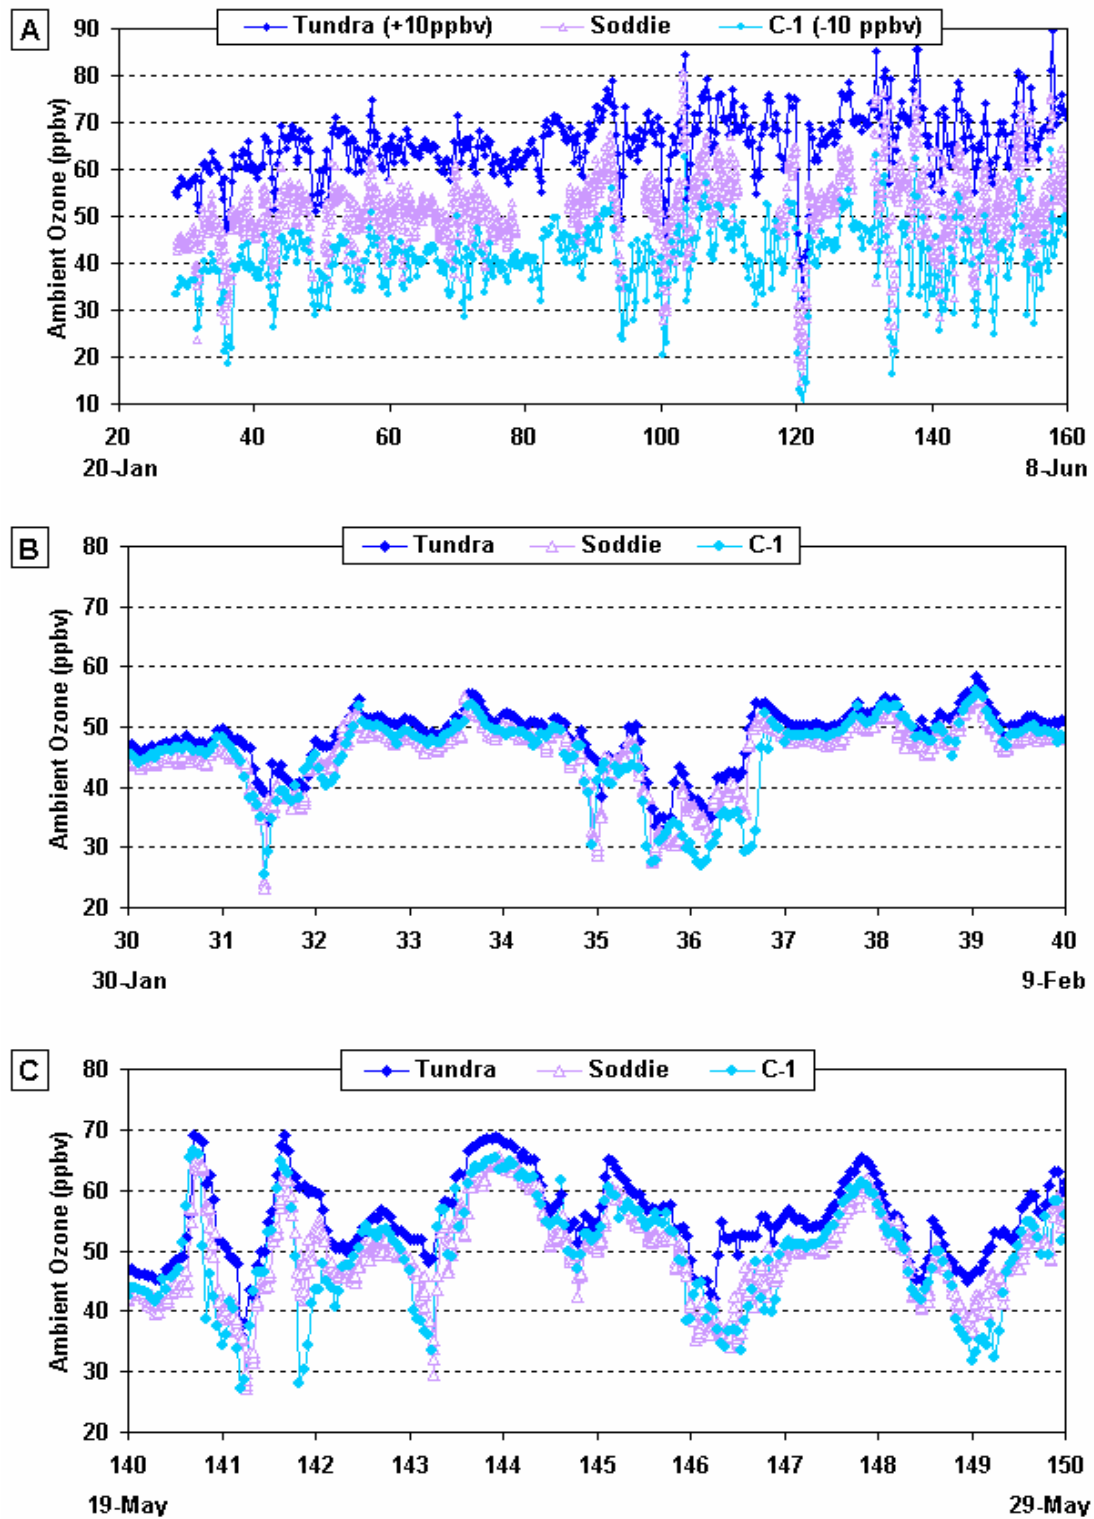 A
Tundra (+10ppbv) Soddie C-1 (-10 ppbv)
Ambient Ozone (ppbv)
90
80
70
60
50
40
30
20
10
20 40 60 80 100 120 140 160
20-Jan 8-Jun
B
Tundra Soddie C-1
Ambient Ozone (ppbv)
80
70
60
50
40
30
20
30 31 32 33 34 35 36 37 38 39 40
30-Jan 9-Feb
C
Tundra Soddie C-1
Ambient Ozone (ppbv)
80
70
60
50
40
30
20
140 141 142 143 144 145 146 147 148 149 150
19-May 29-May